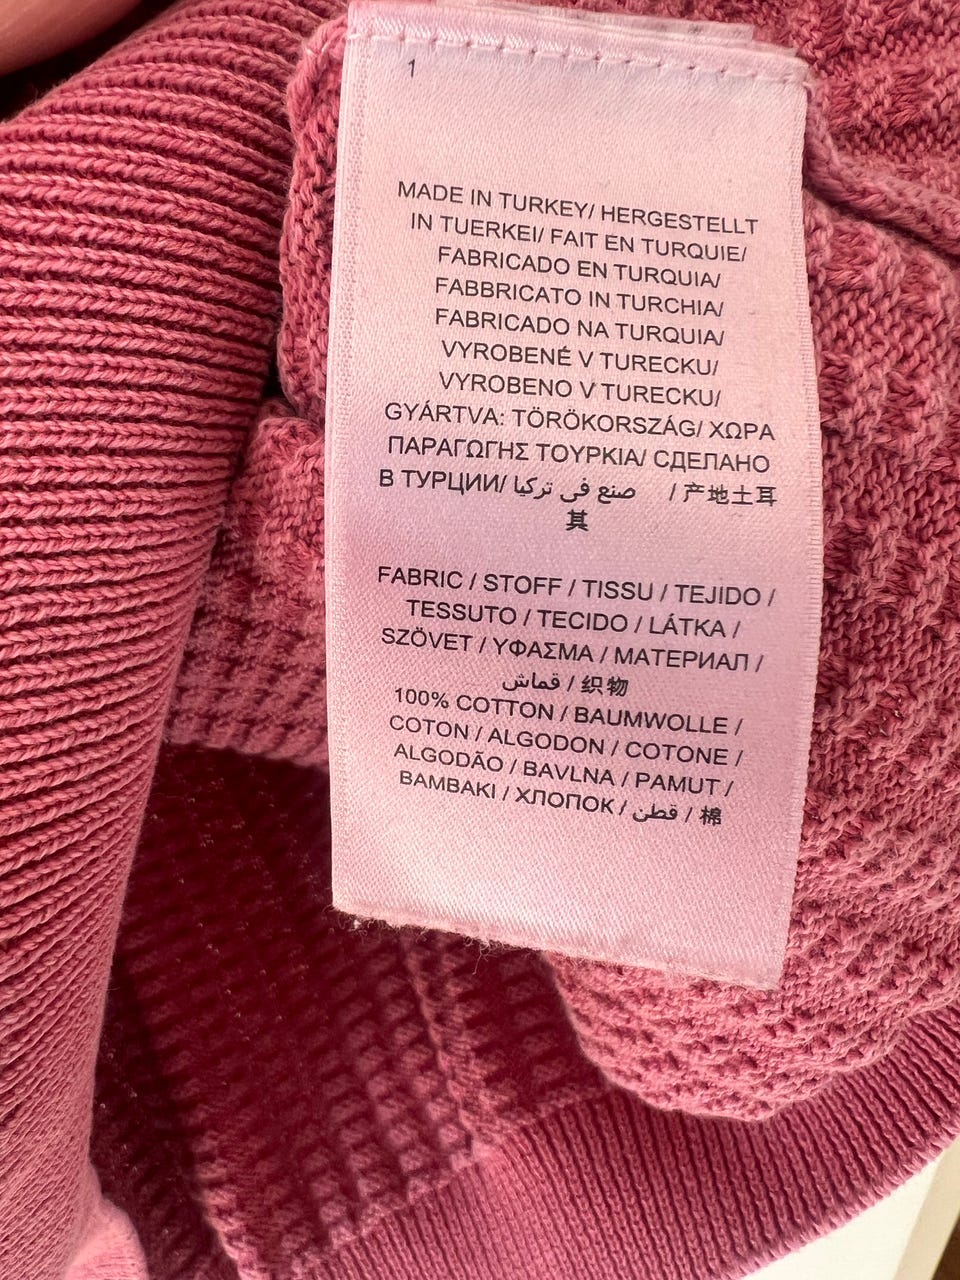 1
MADE IN TURKEY/ HERGESTELLT
IN TUERKEI/ FAIT EN TURQUIE/
FABRICADO EN TURQUIA/
FABBRICATO IN TURCHIA/
FABRICADO NA TURQUIA/
VYROBENÉ V TURECKU/
VYROBENO V TURECKU/
GYÁRTVA: TÖRÖKORSZÁG/ ΧΩΡΑ
ΠΑΡΑΓΩΓΗΣ ΤΟΥΡΚΙΑ/ СДЕЛАНО
В ТУРЦИИ/ صنع في تركيا / 产地土耳
其
FABRIC / STOFF / TISSU / TEJIDO /
TESSUTO / TECIDO / LÁTKA /
SZÖVET / ΥΦΑΣΜΑ / МАТЕРИАЛ /
قماش / 织物
100% COTTON / BAUMWOLLE /
COTON / ALGODON / COTONE /
ALGODÃO / BAVLNA / PAMUT /
BAMBAKI / ХЛОПОК / قطن / 棉